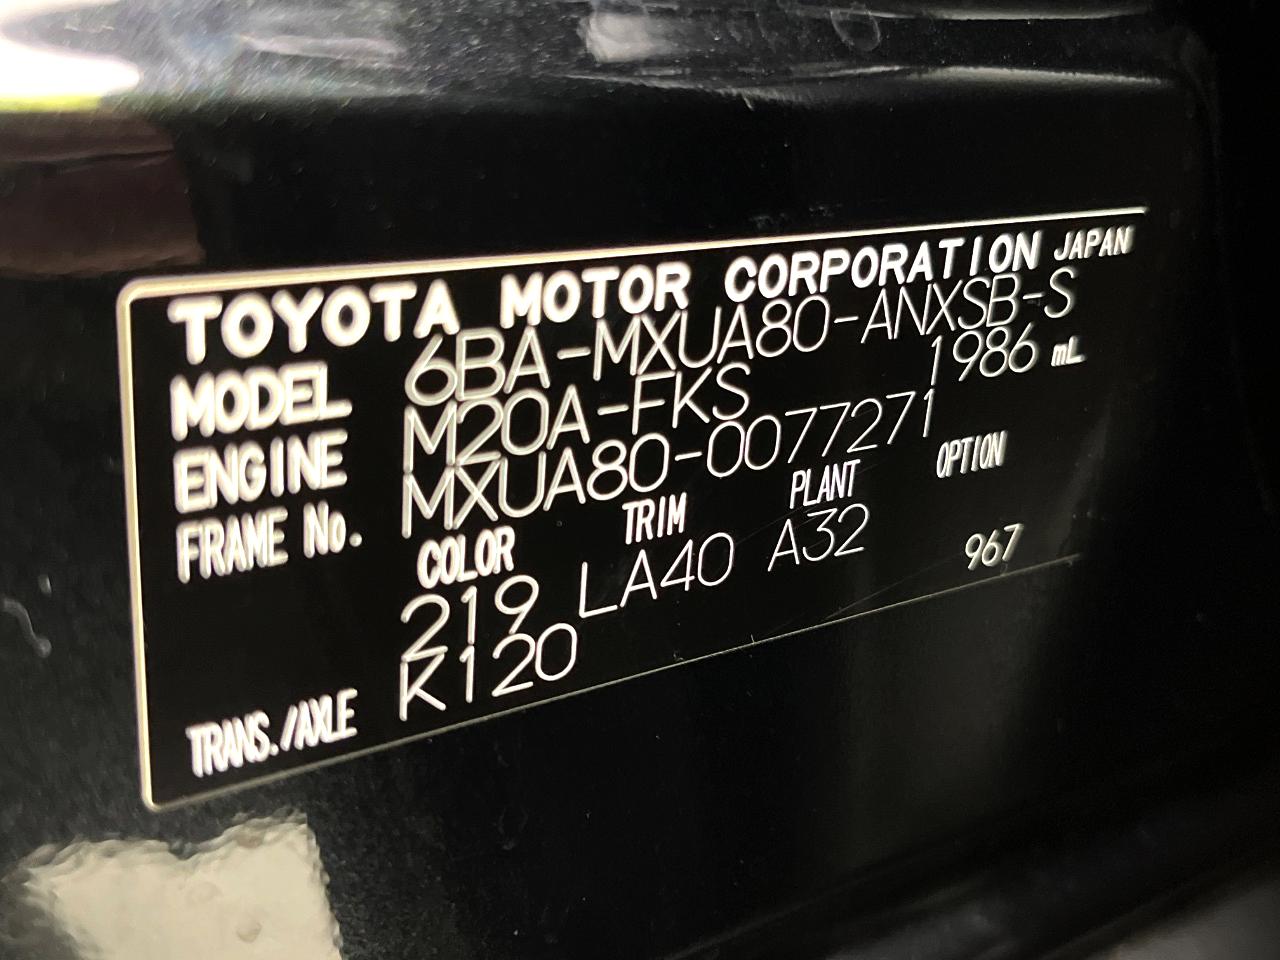 TOYOTA MOTOR CORPORATION JAPAN
MODEL 6BA-MXUA80-ANXSB-S
ENGINE M20A-FKS 1986 mL
FRAME No. MXUA80-0077271
COLOR TRIM PLANT OPTION
219 LA40 A32 967
TRANS./AXLE K120